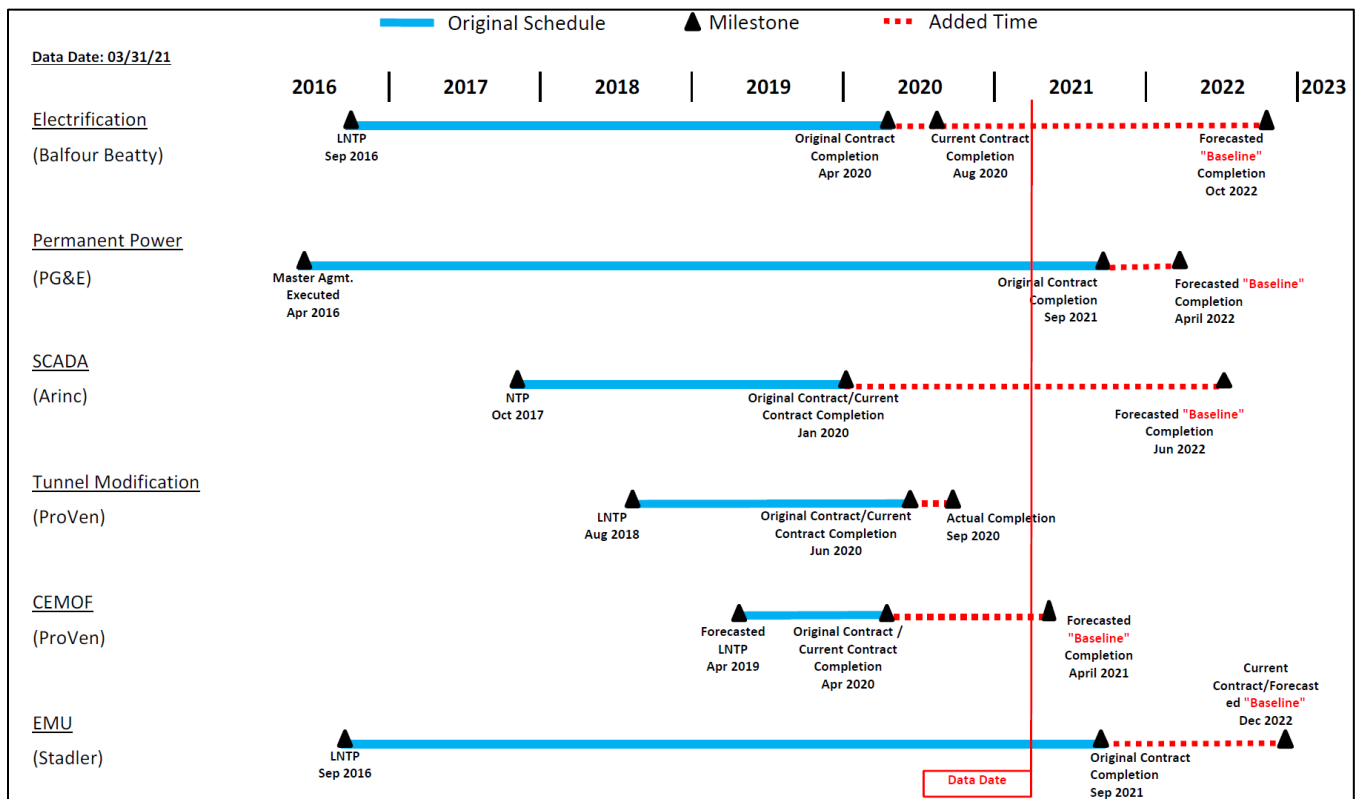 Original Schedule Milestone Added Time
Data Date: 03/31/21
2016 2017 2018 2019 2020 2021 2022 2023
Electrification
(Balfour Beatty)
LNTP
Sep 2016
Original Contract
Completion
Apr 2020
Current Contract
Completion
Aug 2020
Forecasted
"Baseline"
Completion
Oct 2022
Permanent Power
(PG&E)
Master Agmt.
Executed
Apr 2016
Original Contract
Completion
Sep 2021
Forecasted "Baseline"
Completion
April 2022
SCADA
(Arinc)
NTP
Oct 2017
Original Contract/Current
Contract Completion
Jan 2020
Forecasted "Baseline"
Completion
Jun 2022
Tunnel Modification
(ProVen)
LNTP
Aug 2018
Original Contract/Current
Contract Completion
Jun 2020
Actual Completion
Sep 2020
CEMOF
(ProVen)
Forecasted
LNTP
Apr 2019
Original Contract /
Current Contract
Completion
Apr 2020
Forecasted
"Baseline"
Completion
April 2021
EMU
(Stadler)
LNTP
Sep 2016
Original Contract
Completion
Sep 2021
Current
Contract/Forecast
ed "Baseline"
Dec 2022
Data Date